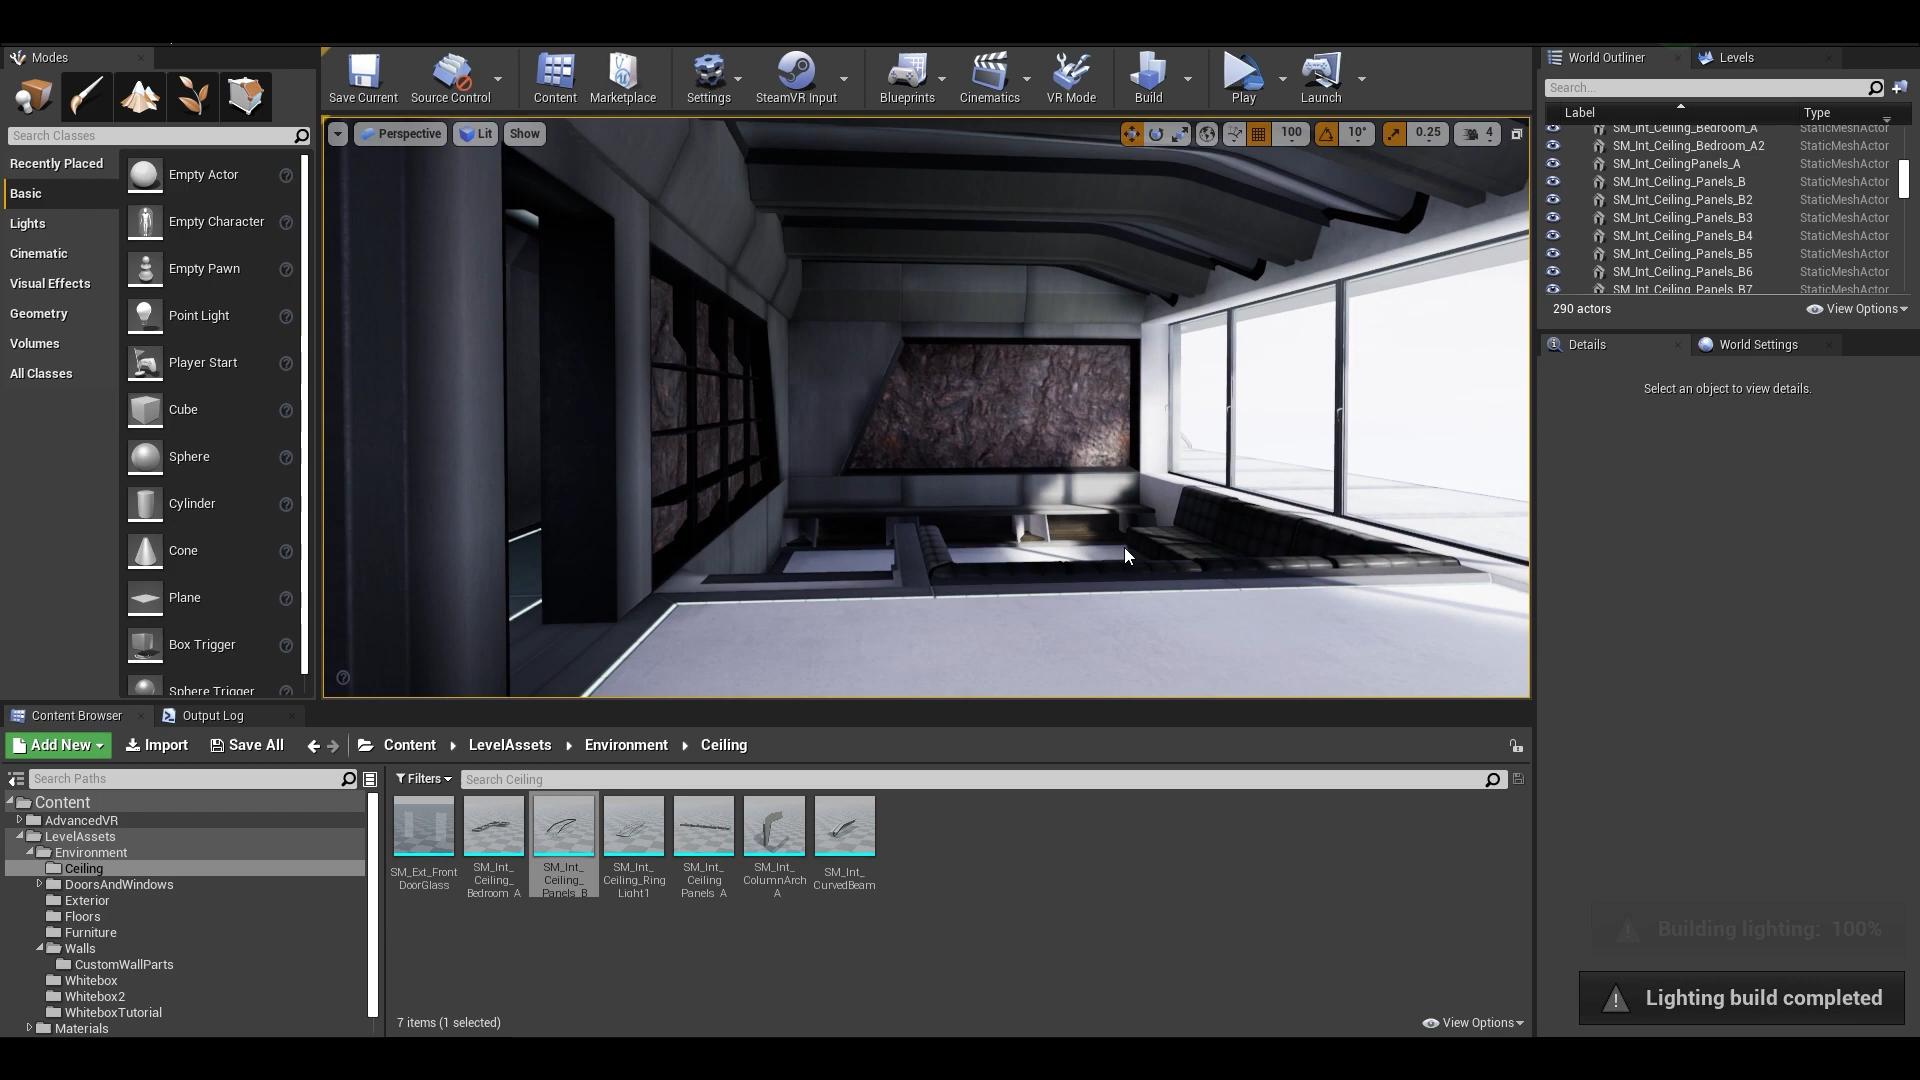 Modes
Search Classes
Recently Placed
Basic
Lights
Cinematic
Visual Effects
Geometry
Volumes
All Classes
Empty Actor
Empty Character
Empty Pawn
Point Light
Player Start
Cube
Sphere
Cylinder
Cone
Plane
Box Trigger
Sphere Trigger
Save Current
Source Control
Content
Marketplace
Settings
SteamVR Input
Blueprints
Cinematics
VR Mode
Build
Play
Launch
Perspective
Lit
Show
100
10°
0.25
4
World Outliner
Levels
Search...
Label
Type
SM_Int_Ceiling_Bedroom_A StaticMeshActor
SM_Int_Ceiling_Bedroom_A2 StaticMeshActor
SM_Int_CeilingPanels_A StaticMeshActor
SM_Int_Ceiling_Panels_B StaticMeshActor
SM_Int_Ceiling_Panels_B2 StaticMeshActor
SM_Int_Ceiling_Panels_B3 StaticMeshActor
SM_Int_Ceiling_Panels_B4 StaticMeshActor
SM_Int_Ceiling_Panels_B5 StaticMeshActor
SM_Int_Ceiling_Panels_B6 StaticMeshActor
SM_Int_Ceiling_Panels_B7 StaticMeshActor
290 actors
View Options
Details
World Settings
Select an object to view details.
Content Browser
Output Log
Add New
Import
Save All
Content
LevelAssets
Environment
Ceiling
Search Paths
Filters
Search Ceiling
Content
AdvancedVR
LevelAssets
Environment
Ceiling
DoorsAndWindows
Exterior
Floors
Furniture
Walls
CustomWallParts
Whitebox
Whitebox2
WhiteboxTutorial
Materials
SM_Ext_Front
DoorGlass
SM_Int_
Ceiling_
Bedroom_A
SM_Int_
Ceiling_
Panels_B
SM_Int_
Ceiling_Ring
Light1
SM_Int_
Ceiling
Panels_A
SM_Int_
ColumnArch_
A
SM_Int_
CurvedBeam
7 items (1 selected)
View Options
Building lighting: 100%
Lighting build completed